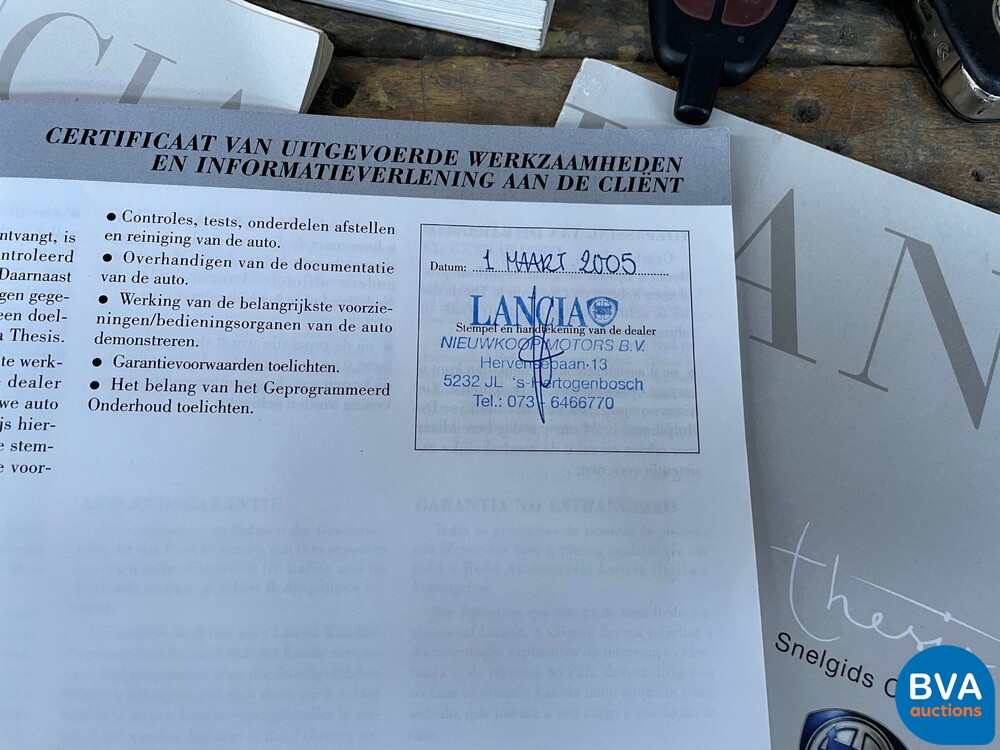 CIA
CERTIFICAAT VAN UITGEVOERDE WERKZAAMHEDEN
EN INFORMATIEVERLENING AAN DE CLIËNT
ntvangt, is
ntroleerd
Daarnaast
gen gege-
een doel-
a Thesis.
te werk-
dealer
we auto
js hier-
e stem-
e voor-
● Controles, tests, onderdelen afstellen
en reiniging van de auto.
● Overhandigen van de documentatie
van de auto.
● Werking van de belangrijkste voorzie-
ningen/bedieningsorganen van de auto
demonstreren.
● Garantievoorwaarden toelichten.
● Het belang van het Geprogrammeerd
Onderhoud toelichten.
Datum: 1 MAART 2005
LANCIA
Stempel en handtekening van de dealer
NIEUWKOOP MOTORS B.V.
Hervensebaan 13
5232 JL 's-Hertogenbosch
Tel.: 073 - 6466770
AN
thesis
Snelgids
BVA
auctions